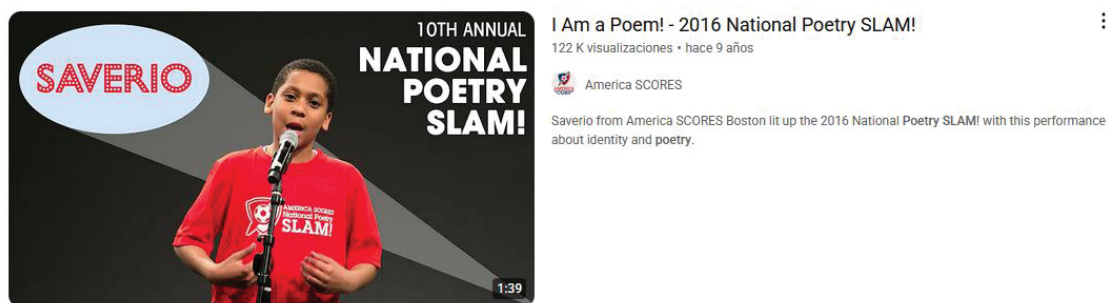 SAVERIO
10TH ANNUAL
NATIONAL
POETRY
SLAM!
AMERICA SCORES
National Poetry
SLAM!
1:39
I Am a Poem! - 2016 National Poetry SLAM!
122 K visualizaciones • hace 9 años
America SCORES
Saverio from America SCORES Boston lit up the 2016 National Poetry SLAM! with this performance
about identity and poetry.